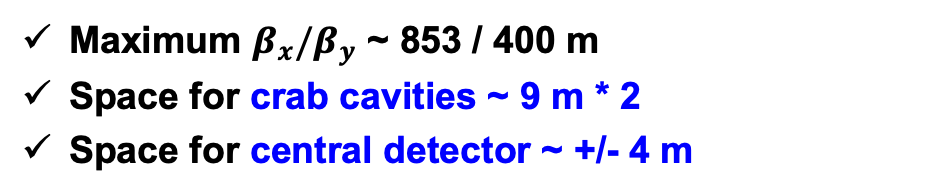 ✓ Maximum βx/βy ~ 853 / 400 m
✓ Space for crab cavities ~ 9 m * 2
✓ Space for central detector ~ +/- 4 m